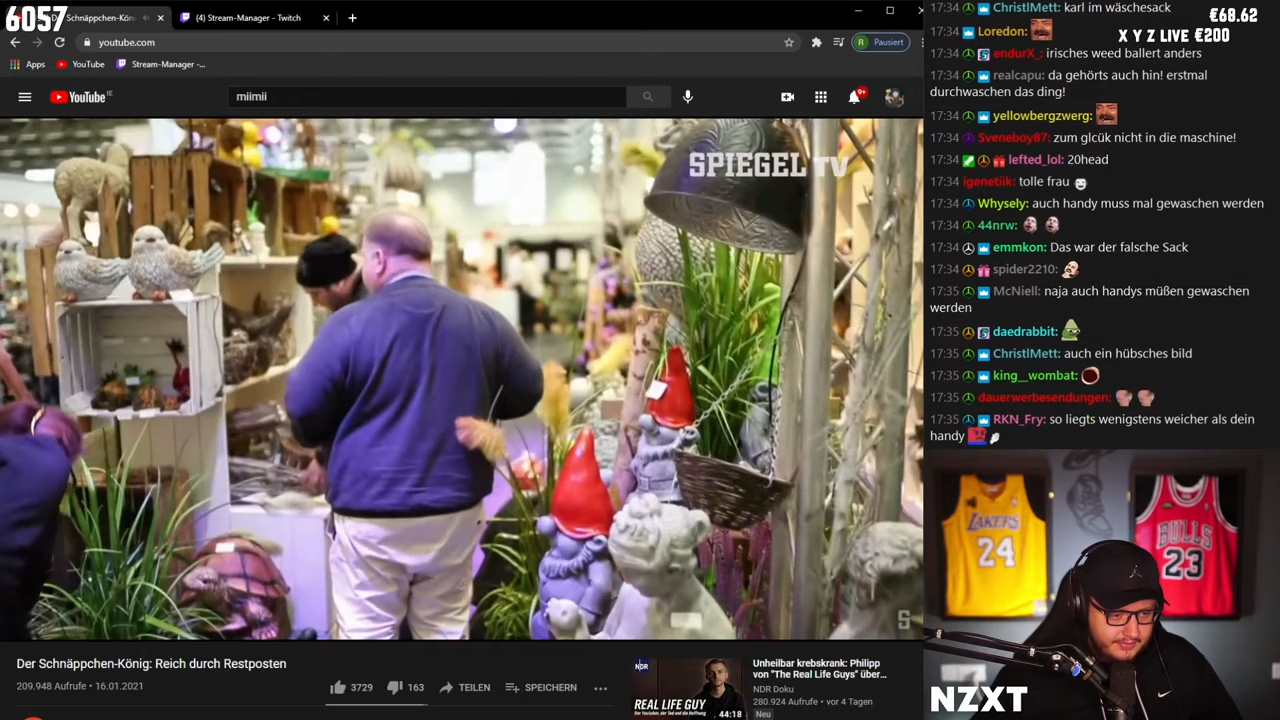 6057
Der Schnäppchen-Köni
(4) Stream-Manager - Twitch
youtube.com
R Pausiert
Apps
YouTube
Stream-Manager -...
YouTube IE
miimii
9+
SPIEGEL TV
S
Der Schnäppchen-König: Reich durch Restposten
209.948 Aufrufe • 16.01.2021
3729
163
TEILEN
SPEICHERN
NDR
REAL LIFE GUY
44:18
Unheilbar krebskrank: Philipp
von "The Real Life Guys" über...
NDR Doku
280.924 Aufrufe • vor 4 Tagen
Neu
€68.62
X Y Z LIVE €200
17:34 ChristlMett: karl im wäschesack
17:34 Loredon:
17:34 endurX_: irisches weed ballert anders
17:34 realcapu: da gehörts auch hin! erstmal
durchwaschen das ding!
17:34 yellowbergzwerg:
17:34 Sveneboy87: zum glcük nicht in die maschine!
17:34 lefted_lol: 20head
17:34 igenetiik: tolle frau
17:34 Whysely: auch handy muss mal gewaschen werden
17:34 44nrw:
17:34 emmkon: Das war der falsche Sack
17:34 spider2210:
17:35 McNiell: naja auch handys müßen gewaschen
werden
17:35 daedrabbit:
17:35 ChristlMett: auch ein hübsches bild
17:35 king__wombat:
17:35 dauerwerbesendungen:
17:35 RKN_Fry: so liegts wenigstens weicher als dein
handy
LAKERS
24
BULLS
23
NZXT